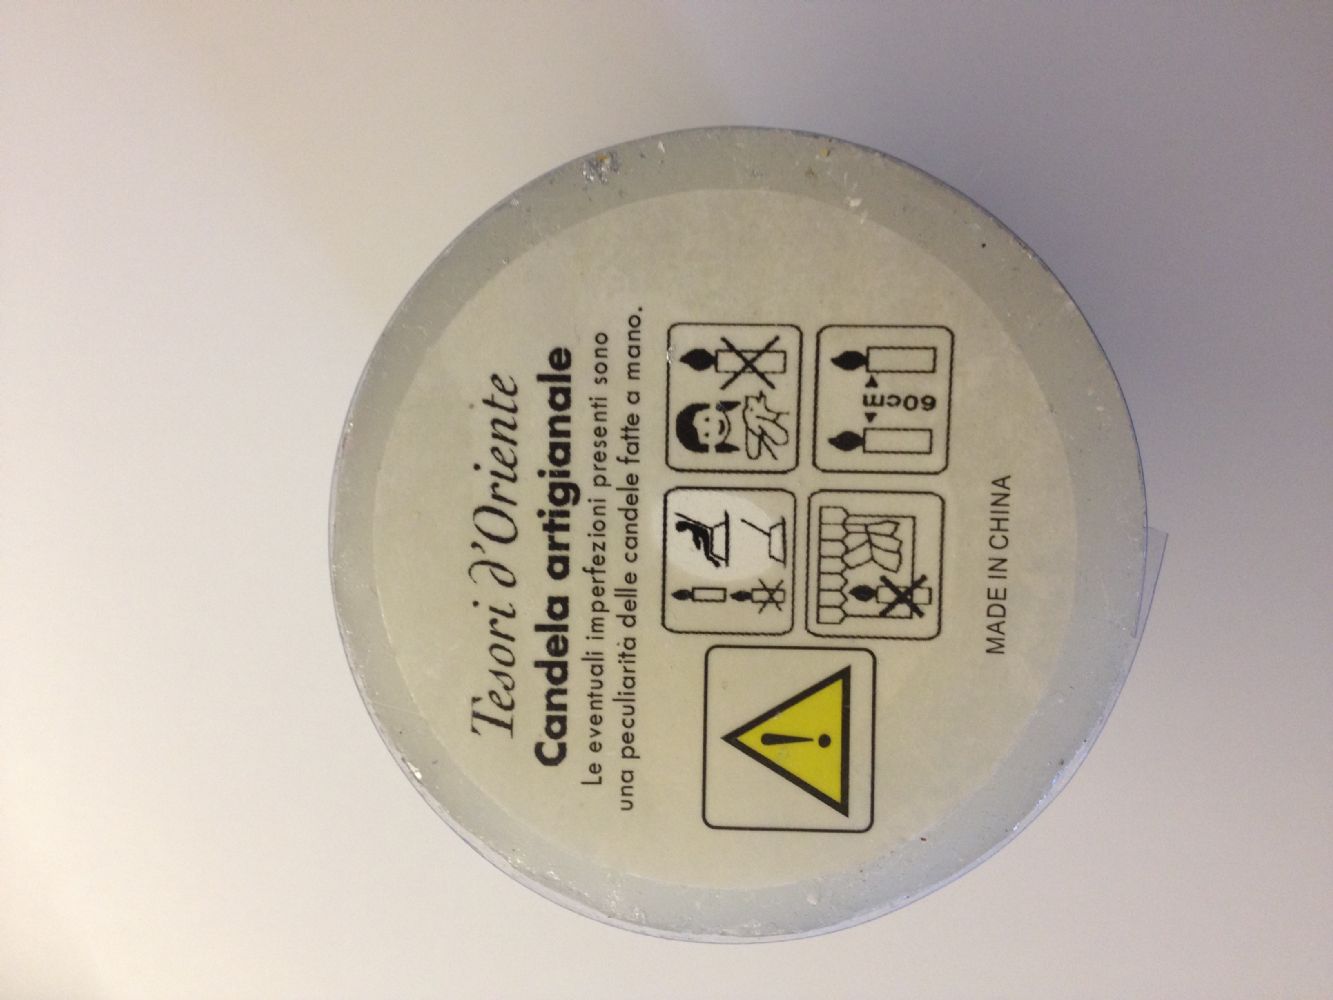 Tesori d'Oriente
Candela artigianale
Le eventuali imperfezioni presenti sono
una peculiarità delle candele fatte a mano.
60cm
MADE IN CHINA